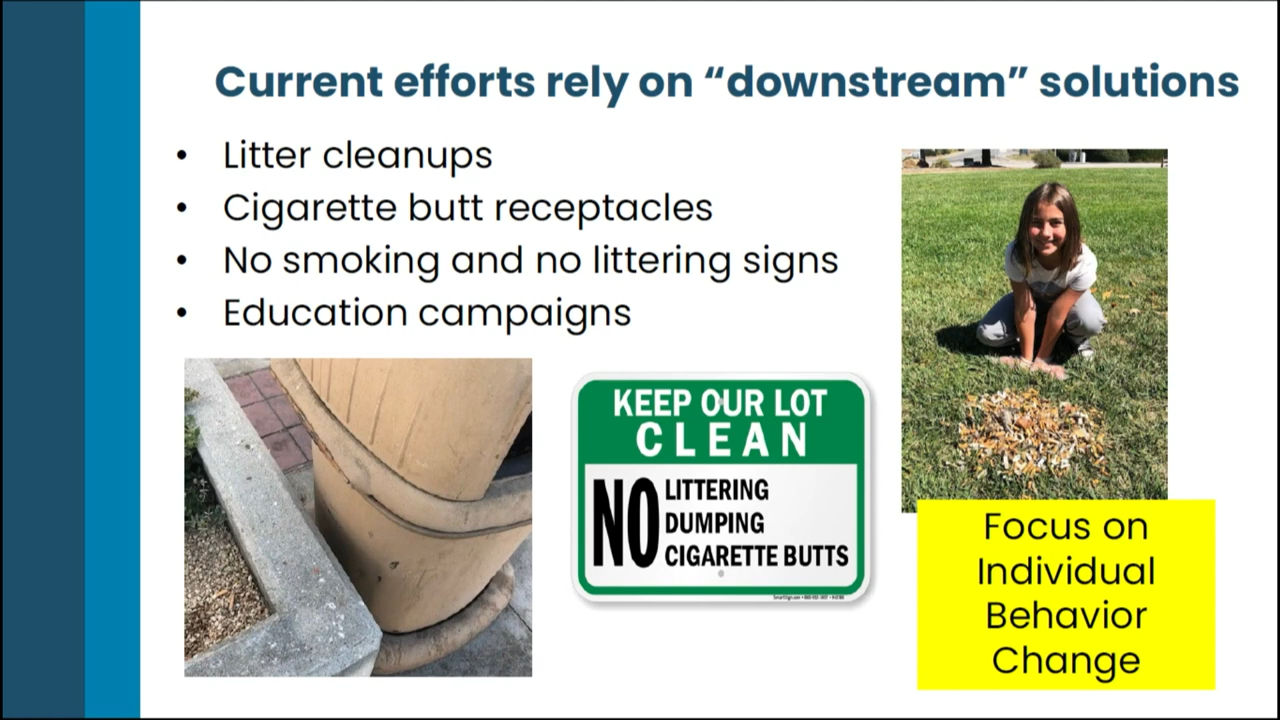 Current efforts rely on “downstream” solutions
• Litter cleanups
• Cigarette butt receptacles
• No smoking and no littering signs
• Education campaigns
KEEP OUR LOT
CLEAN
NO
LITTERING
DUMPING
CIGARETTE BUTTS
Focus on
Individual
Behavior
Change